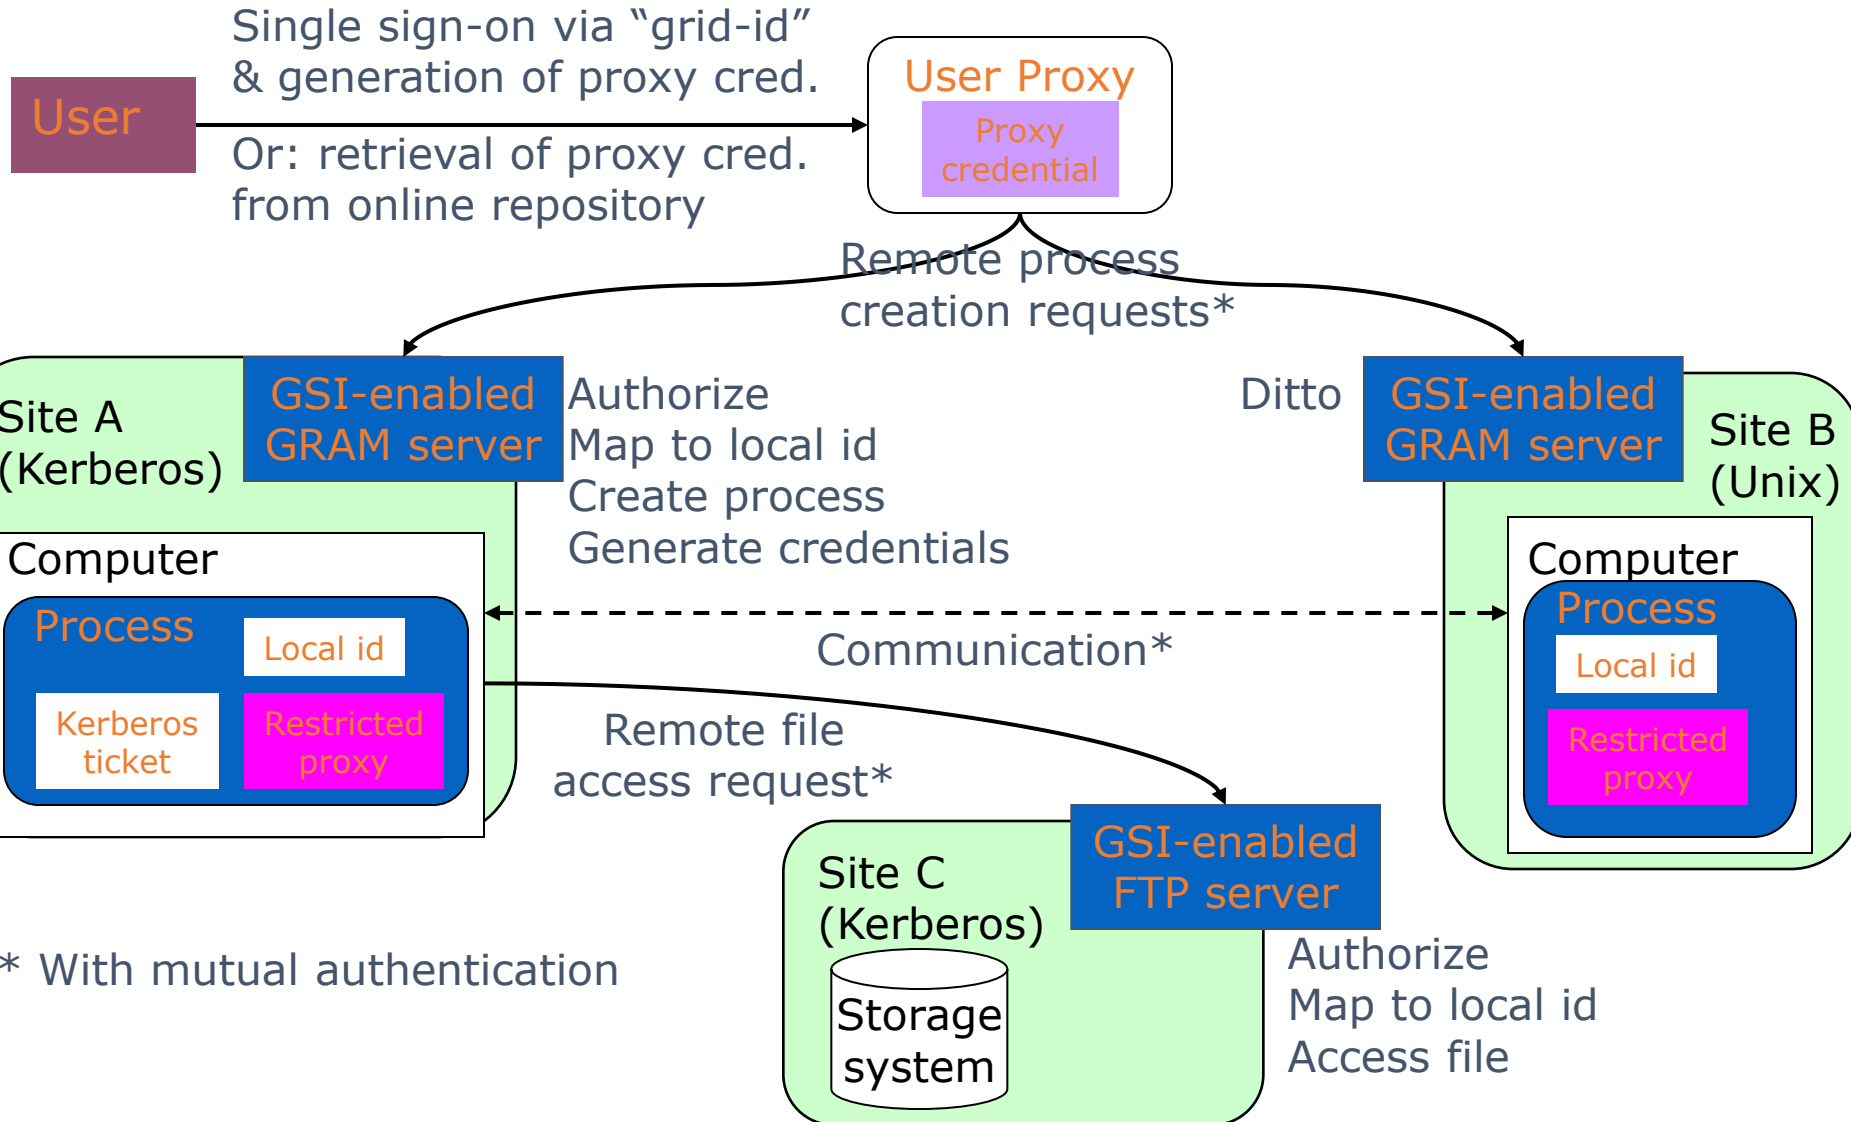 Single sign-on via “grid-id”
& generation of proxy cred.
Or: retrieval of proxy cred.
from online repository
User
User Proxy
Proxy
credential
Remote process
creation requests*
Site A
(Kerberos)
GSI-enabled
GRAM server
Authorize
Map to local id
Create process
Generate credentials
Ditto
GSI-enabled
GRAM server
Site B
(Unix)
Computer
Process
Local id
Kerberos
ticket
Restricted
proxy
Communication*
Computer
Process
Local id
Restricted
proxy
Remote file
access request*
Site C
(Kerberos)
GSI-enabled
FTP server
Storage
system
Authorize
Map to local id
Access file
* With mutual authentication